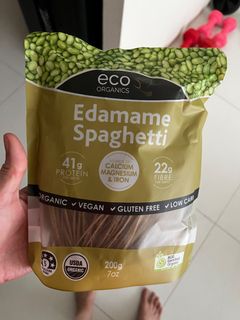 eco
ORGANICS
Edamame
Spaghetti
41g
PROTEIN
CALCIUM
MAGNESIUM
& IRON
22g
FIBRE
ORGANIC ✓ VEGAN ✓ GLUTEN FREE ✓ LOW CARB
USDA
ORGANIC
200g
7oz